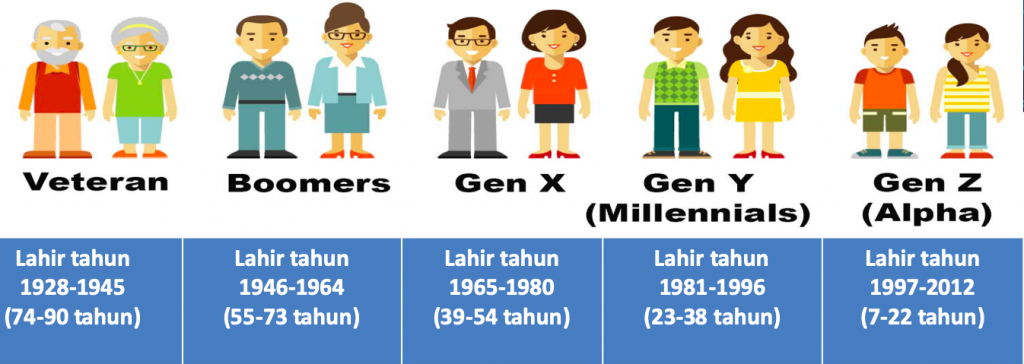 Veteran
Boomers
Gen X
Gen Y
(Millennials)
Gen Z
(Alpha)
Lahir tahun
1928-1945
(74-90 tahun)
Lahir tahun
1946-1964
(55-73 tahun)
Lahir tahun
1965-1980
(39-54 tahun)
Lahir tahun
1981-1996
(23-38 tahun)
Lahir tahun
1997-2012
(7-22 tahun)